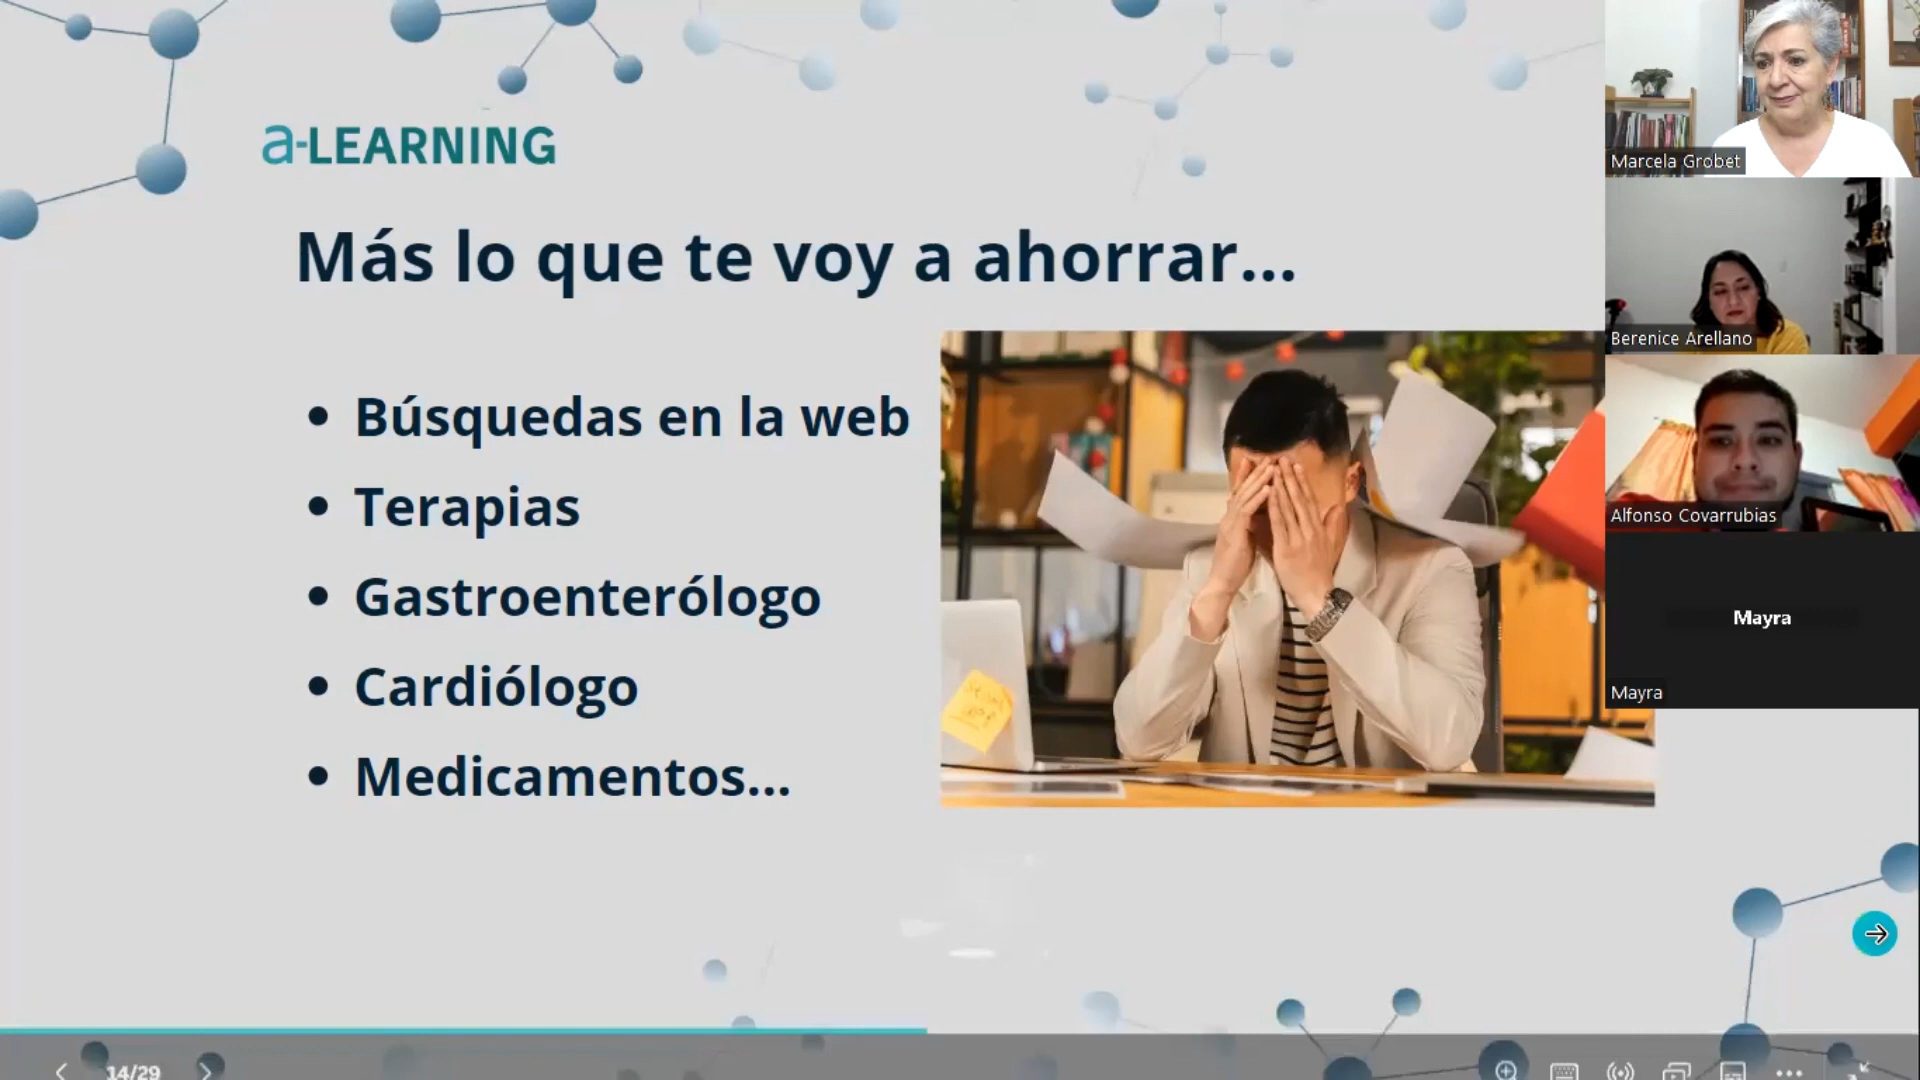 a-LEARNING
Más lo que te voy a ahorrar...
• Búsquedas en la web
• Terapias
• Gastroenterólogo
• Cardiólogo
• Medicamentos...
Marcela Grobet
Berenice Arellano
Alfonso Covarrubias
Mayra
Mayra
14/29